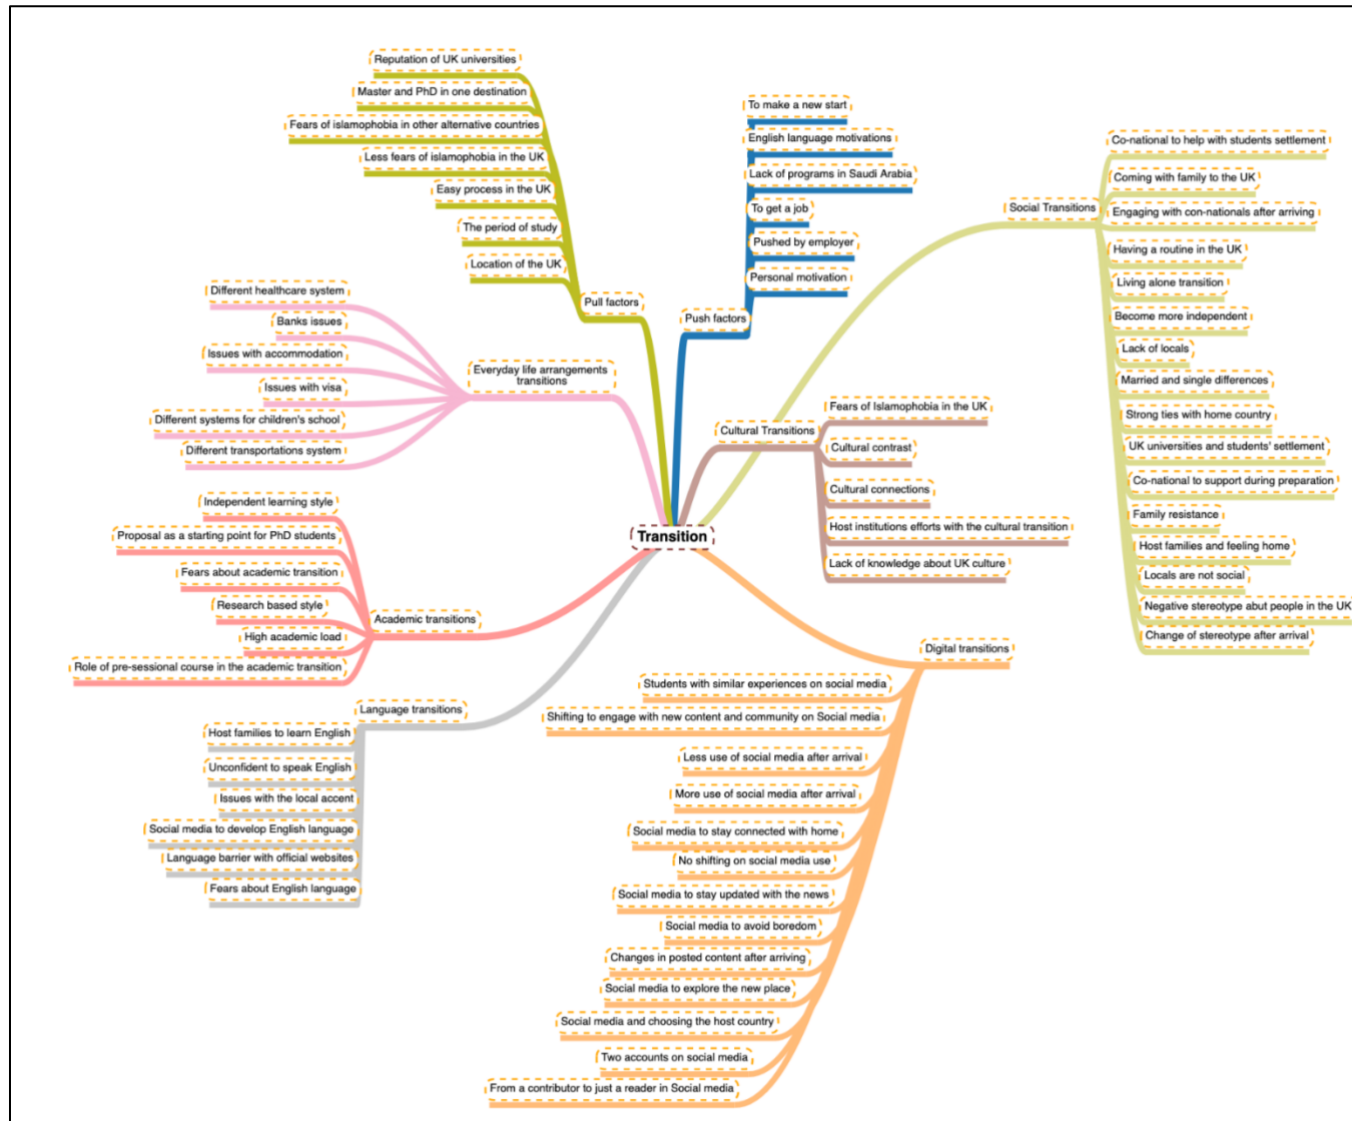 Reputation of UK universities
Master and PhD in one destination
Fears of islamophobia in other alternative countries
Less fears of islamophobia in the UK
Easy process in the UK
The period of study
Location of the UK
Pull factors
To make a new start
English language motivations
Lack of programs in Saudi Arabia
To get a job
Pushed by employer
Personal motivation
Push factors
Social Transitions
Co-national to help with students settlement
Coming with family to the UK
Engaging with con-nationals after arriving
Having a routine in the UK
Living alone transition
Become more independent
Lack of locals
Married and single differences
Strong ties with home country
UK universities and students' settlement
Co-national to support during preparation
Family resistance
Host families and feeling home
Locals are not social
Negative stereotype abut people in the UK
Change of stereotype after arrival
Different healthcare system
Banks issues
Issues with accommodation
Issues with visa
Different systems for children's school
Different transportations system
Everyday life arrangements
transitions
Cultural Transitions
Fears of Islamophobia in the UK
Cultural contrast
Cultural connections
Host institutions efforts with the cultural transition
Lack of knowledge about UK culture
Transition
Independent learning style
Proposal as a starting point for PhD students
Fears about academic transition
Research based style
High academic load
Role of pre-sessional course in the academic transition
Academic transitions
Language transitions
Host families to learn English
Unconfident to speak English
Issues with the local accent
Social media to develop English language
Language barrier with official websites
Fears about English language
Digital transitions
Students with similar experiences on social media
Shifting to engage with new content and community on Social media
Less use of social media after arrival
More use of social media after arrival
Social media to stay connected with home
No shifting on social media use
Social media to stay updated with the news
Social media to avoid boredom
Changes in posted content after arriving
Social media to explore the new place
Social media and choosing the host country
Two accounts on social media
From a contributor to just a reader in Social media